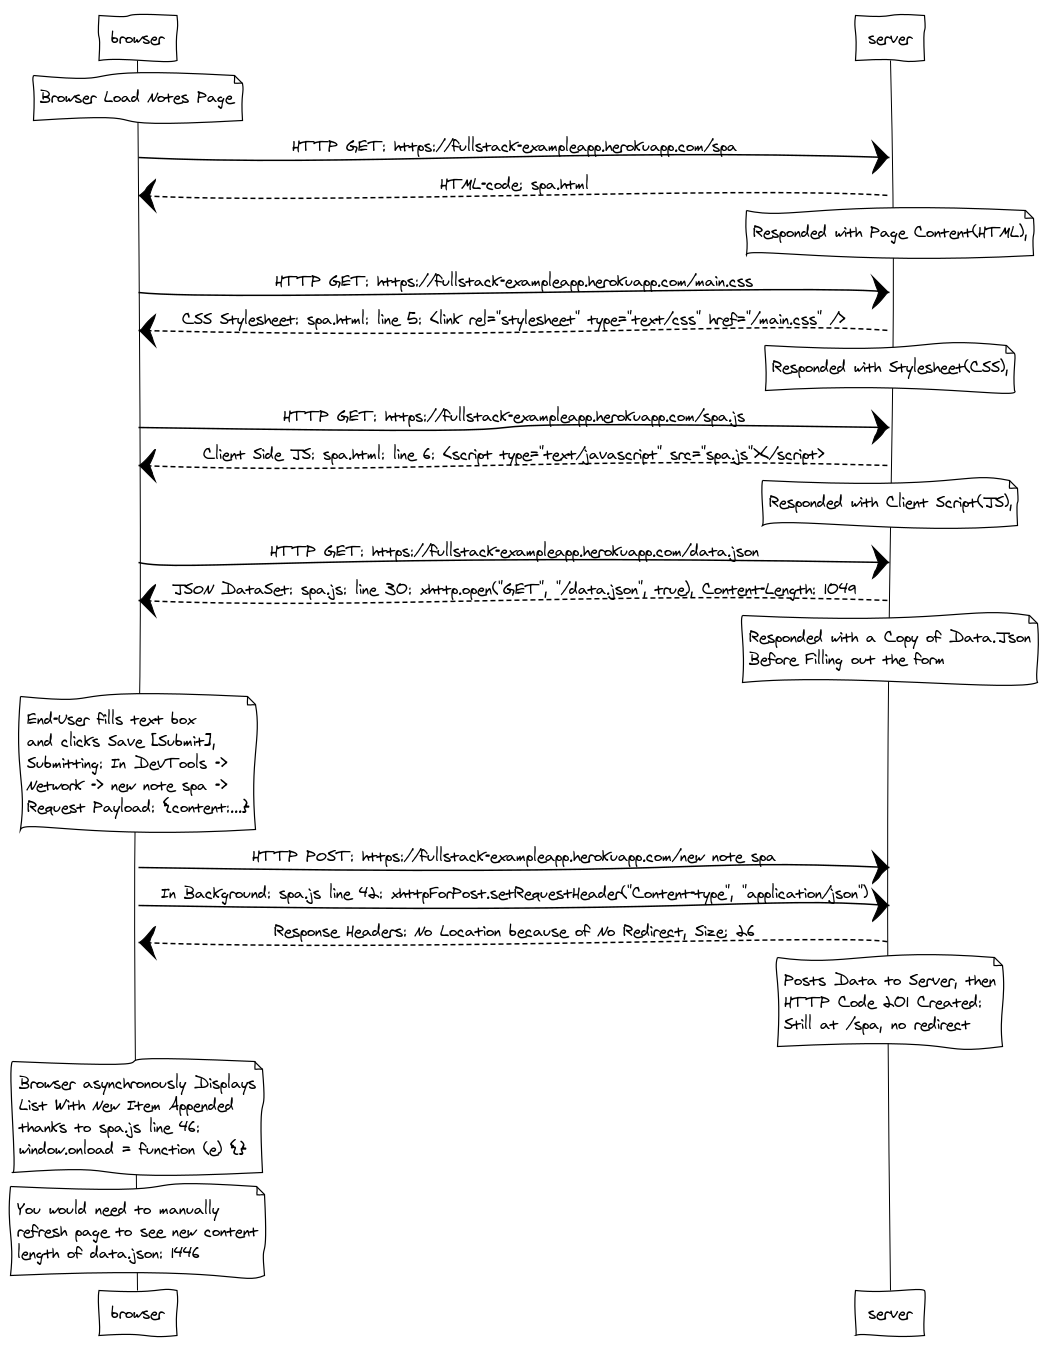 browser
server
Browser Load Notes Page
HTTP GET: https://fullstack-exampleapp.herokuapp.com/spa
HTML-code: spa.html
Responded with Page Content(HTML),
HTTP GET: https://fullstack-exampleapp.herokuapp.com/main.css
CSS Stylesheet: spa.html: line 5: <link rel="stylesheet" type="text/css" href="/main.css" />
Responded with Stylesheet(CSS),
HTTP GET: https://fullstack-exampleapp.herokuapp.com/spa.js
Client Side JS: spa.html: line 6: <script type="text/javascript" src="spa.js"></script>
Responded with Client Script(JS),
HTTP GET: https://fullstack-exampleapp.herokuapp.com/data.json
JSON DataSet: spa.js: line 30: xhttp.open("GET", "/data.json", true), Content-Length: 1049
Responded with a Copy of Data.Json
Before Filling out the form
End-User fills text box
and clicks Save [Submit],
Submitting: In DevTools ->
Network -> new note spa ->
Request Payload: {content:...}
HTTP POST: https://fullstack-exampleapp.herokuapp.com/new note spa
In Background: spa.js line 42: xhttpForPost.setRequestHeader("Content-type", "application/json")
Response Headers: No Location because of No Redirect, Size: 26
Posts Data to Server, then
HTTP Code 201 Created:
Still at /spa, no redirect
Browser asynchronously Displays
List With New Item Appended
thanks to spa.js line 46:
window.onload = function (e) {}
You would need to manually
refresh page to see new content
length of data.json: 1446
browser
server